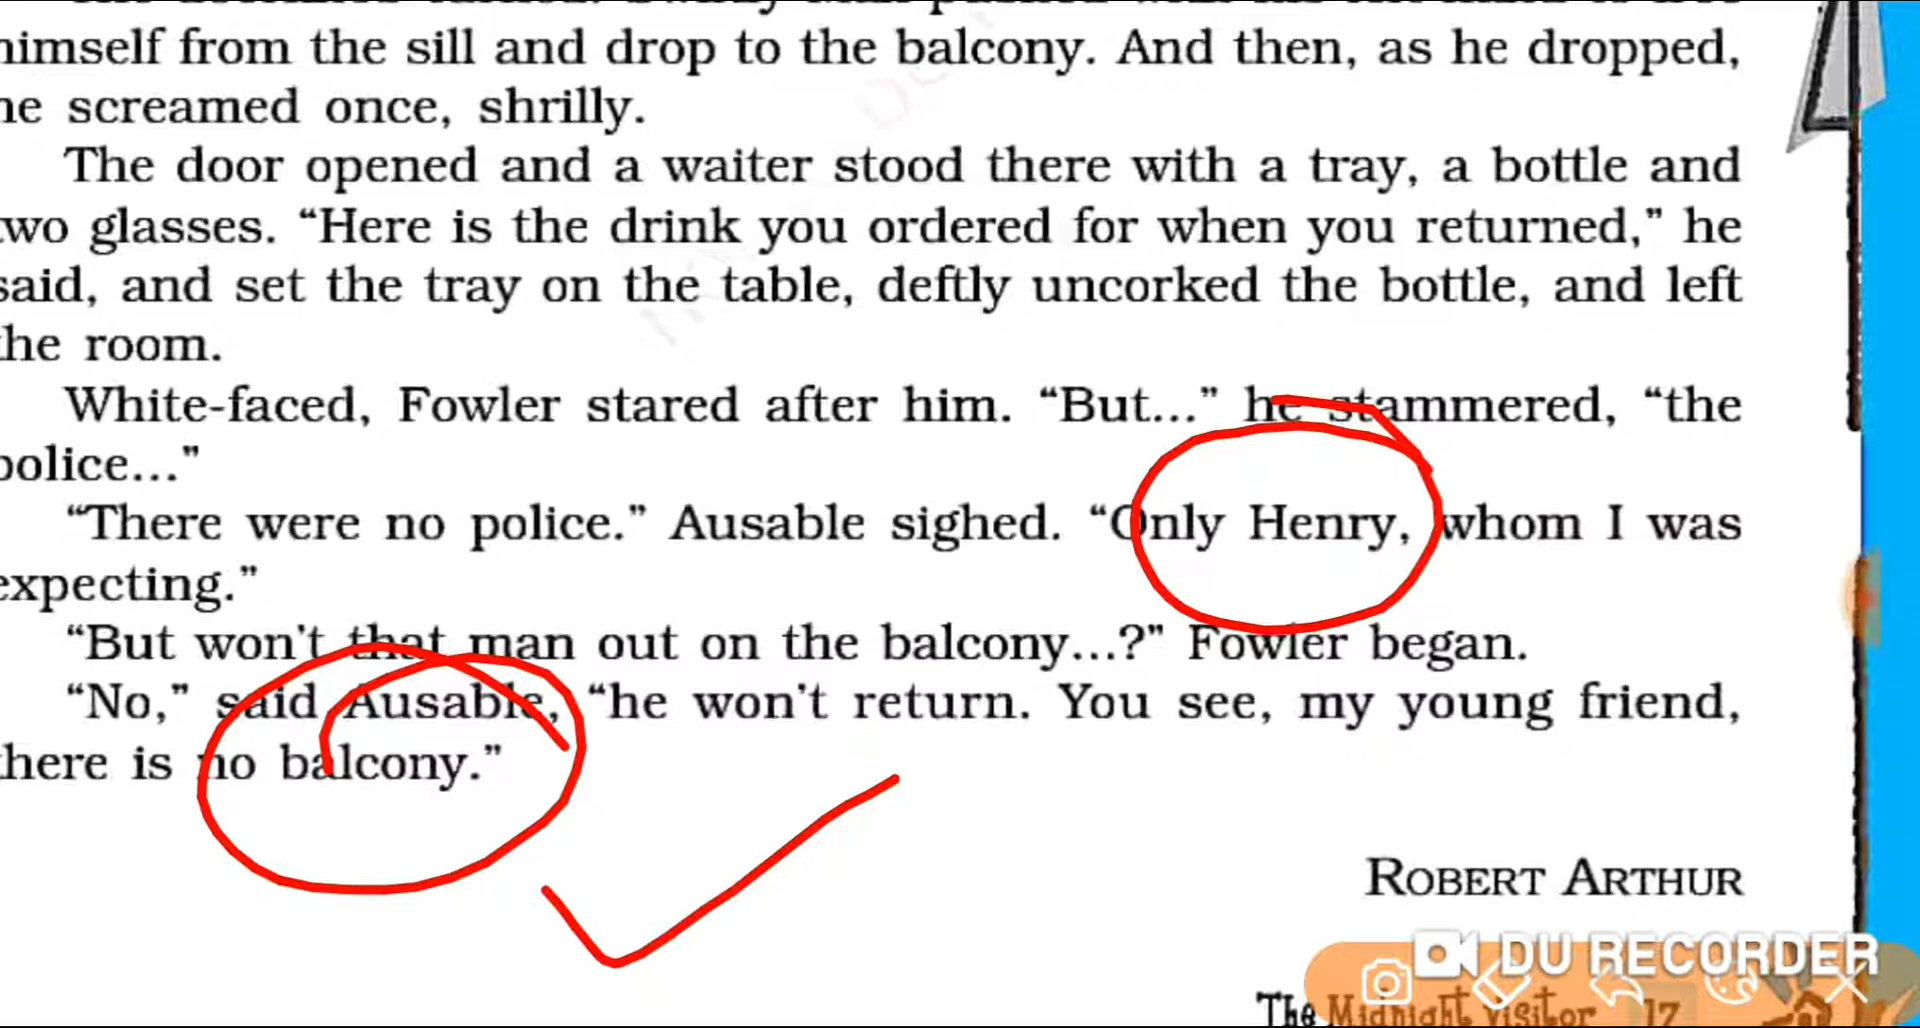 himself from the sill and drop to the balcony. And then, as he dropped,
he screamed once, shrilly.
The door opened and a waiter stood there with a tray, a bottle and
two glasses. “Here is the drink you ordered for when you returned,” he
said, and set the tray on the table, deftly uncorked the bottle, and left
the room.
White-faced, Fowler stared after him. “But...” he stammered, “the
police...”
“There were no police.” Ausable sighed. “Only Henry, whom I was
expecting.”
“But won't that man out on the balcony...?” Fowler began.
“No,” said Ausable, “he won't return. You see, my young friend,
there is no balcony.”
ROBERT ARTHUR
DU RECORDER
The Midnight Visitor 17